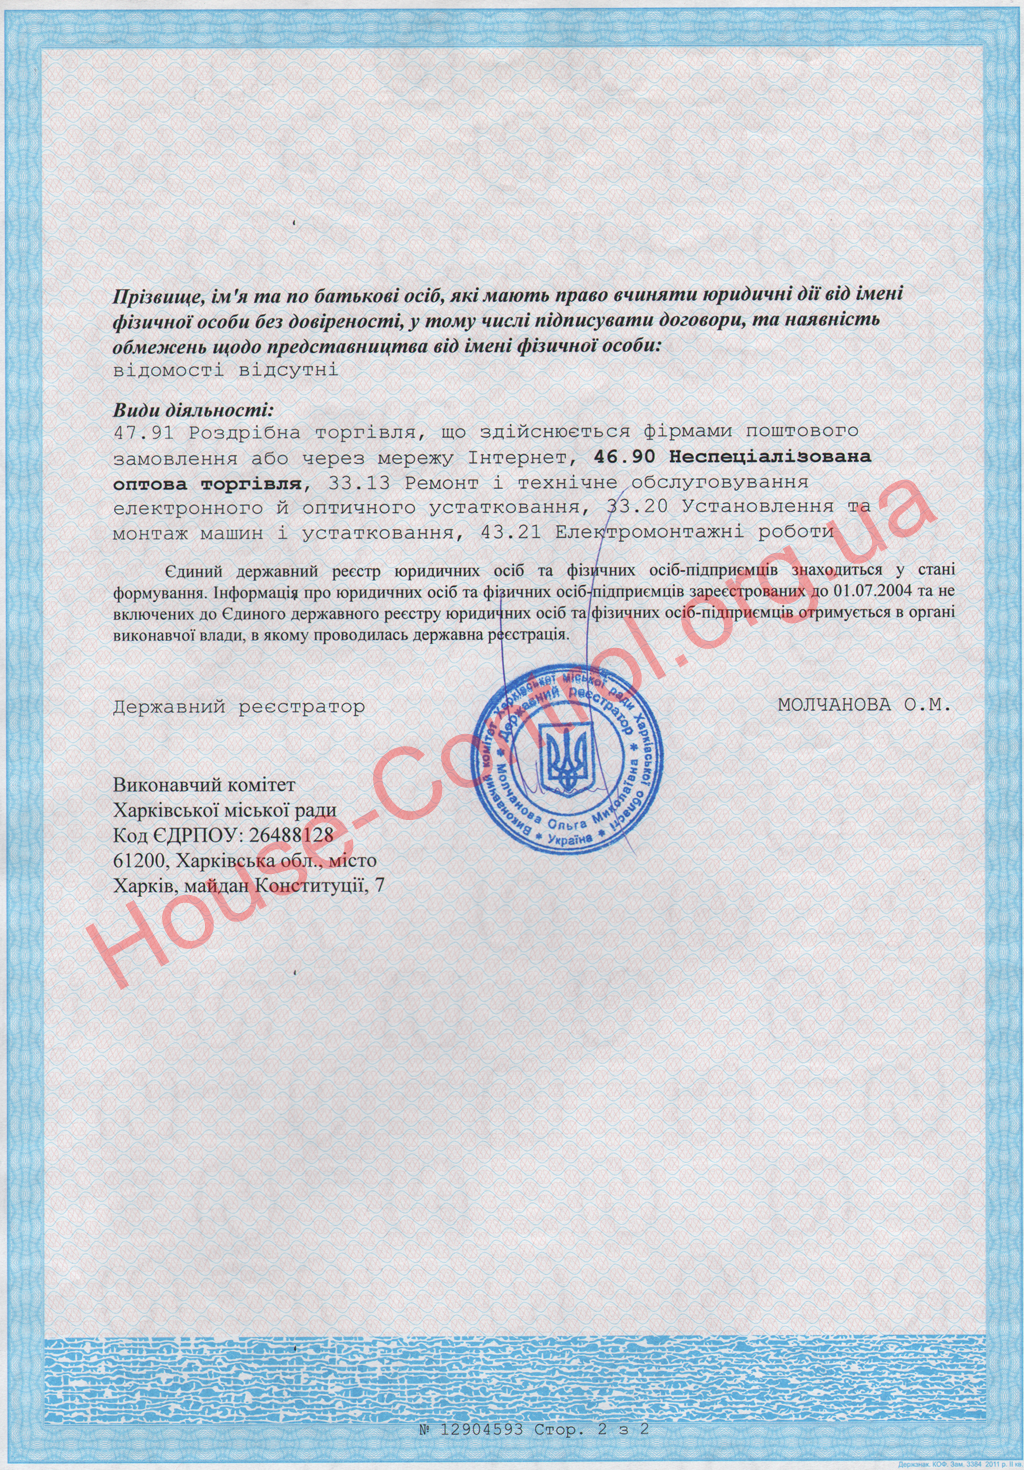 Прізвище, ім'я та по батькові осіб, які мають право вчиняти юридичні дії від імені
фізичної особи без довіреності, у тому числі підписувати договори, та наявність
обмежень щодо представництва від імені фізичної особи:
відомості відсутні
Види діяльності:
47.91 Роздрібна торгівля, що здійснюється фірмами поштового
замовлення або через мережу Інтернет, 46.90 Неспеціалізована
оптова торгівля, 33.13 Ремонт і технічне обслуговування
електронного й оптичного устатковання, 33.20 Установлення та
монтаж машин і устатковання, 43.21 Електромонтажні роботи
Єдиний державний реєстр юридичних осіб та фізичних осіб-підприємців знаходиться у стані
формування. Інформація про юридичних осіб та фізичних осіб-підприємців зареєстрованих до 01.07.2004 та не
включених до Єдиного державного реєстру юридичних осіб та фізичних осіб-підприємців отримується в органі
виконавчої влади, в якому проводилась державна реєстрація.
Державний реєстратор
МОЛЧАНОВА О.М.
Виконавчий комітет Харківської міської ради Харківської області * Україна *
Державний реєстратор * Молчанова Ольга Миколаївна *
Виконавчий комітет
Харківської міської ради
Код ЄДРПОУ: 26488128
61200, Харківська обл., місто
Харків, майдан Конституції, 7
House-Control.org.ua
№ 12904593 Стор. 2 з 2
Держзнак. КОФ. Зам. 3384. 2011 р. II кв.